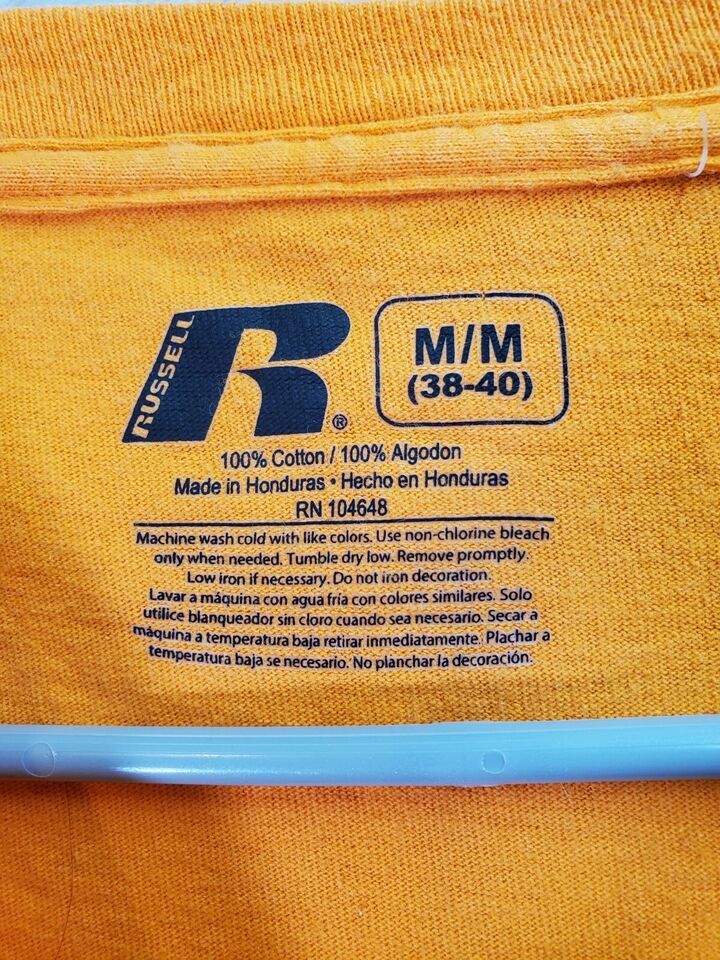 RUSSELL
R
®
M/M
(38-40)
100% Cotton / 100% Algodon
Made in Honduras • Hecho en Honduras
RN 104648
Machine wash cold with like colors. Use non-chlorine bleach
only when needed. Tumble dry low. Remove promptly.
Low iron if necessary. Do not iron decoration.
Lavar a máquina con agua fría con colores similares. Solo
utilice blanqueador sin cloro cuando sea necesario. Secar a
máquina a temperatura baja retirar inmediatamente. Plachar a
temperatura baja se necesario. No planchar la decoración.